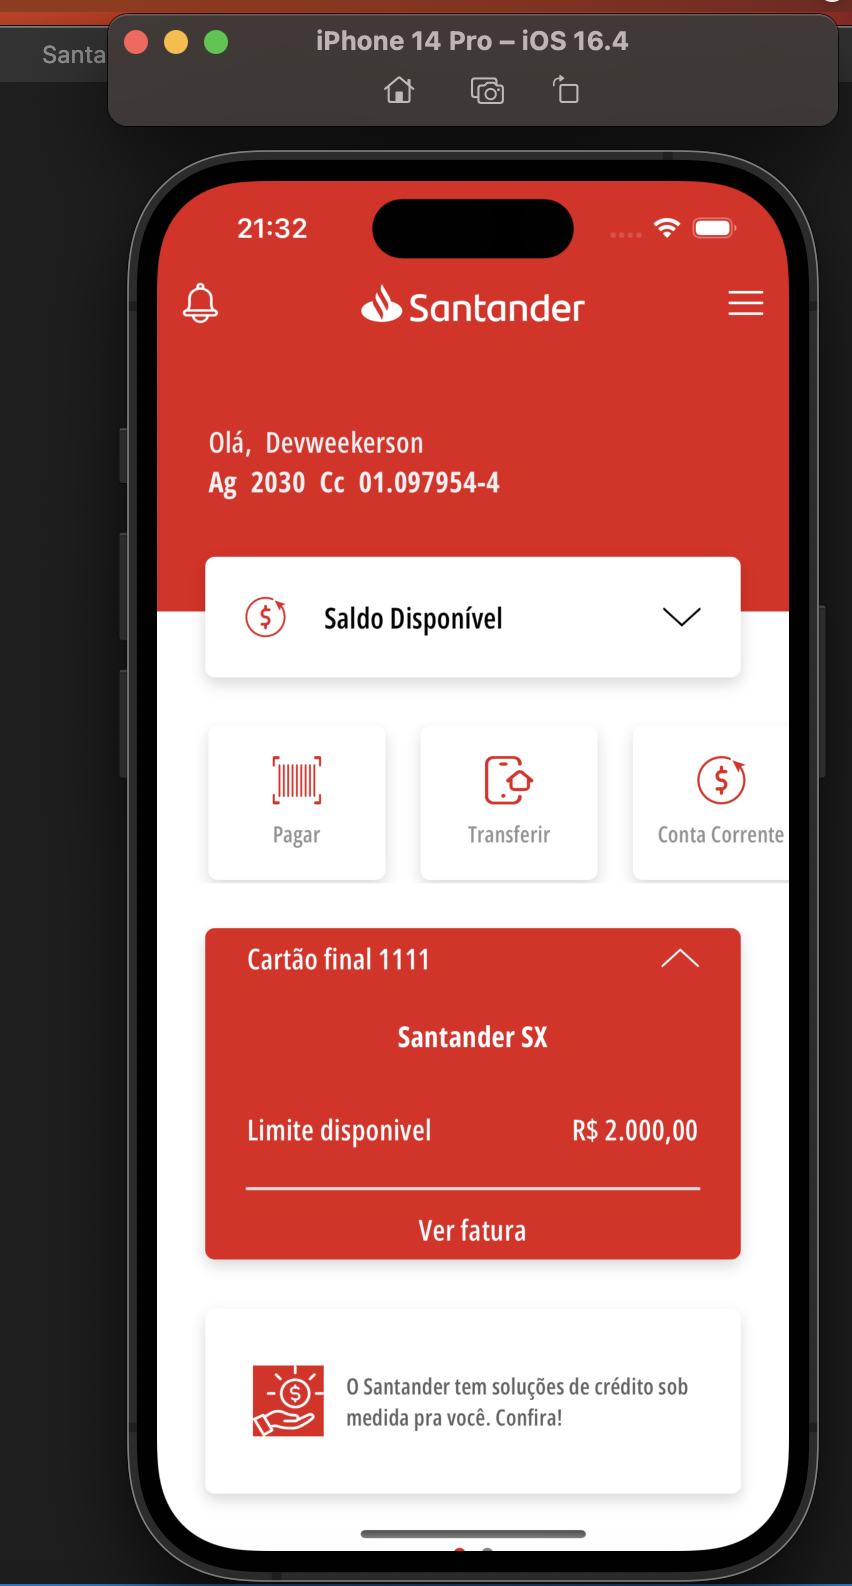 iPhone 14 Pro – iOS 16.4
Santa
21:32
Santander
Olá, Devweekerson
Ag 2030 Cc 01.097954-4
Saldo Disponível
Pagar
Transferir
Conta Corrente
Cartão final 1111
Santander SX
Limite disponivel R$ 2.000,00
Ver fatura
O Santander tem soluções de crédito sob
medida pra você. Confira!